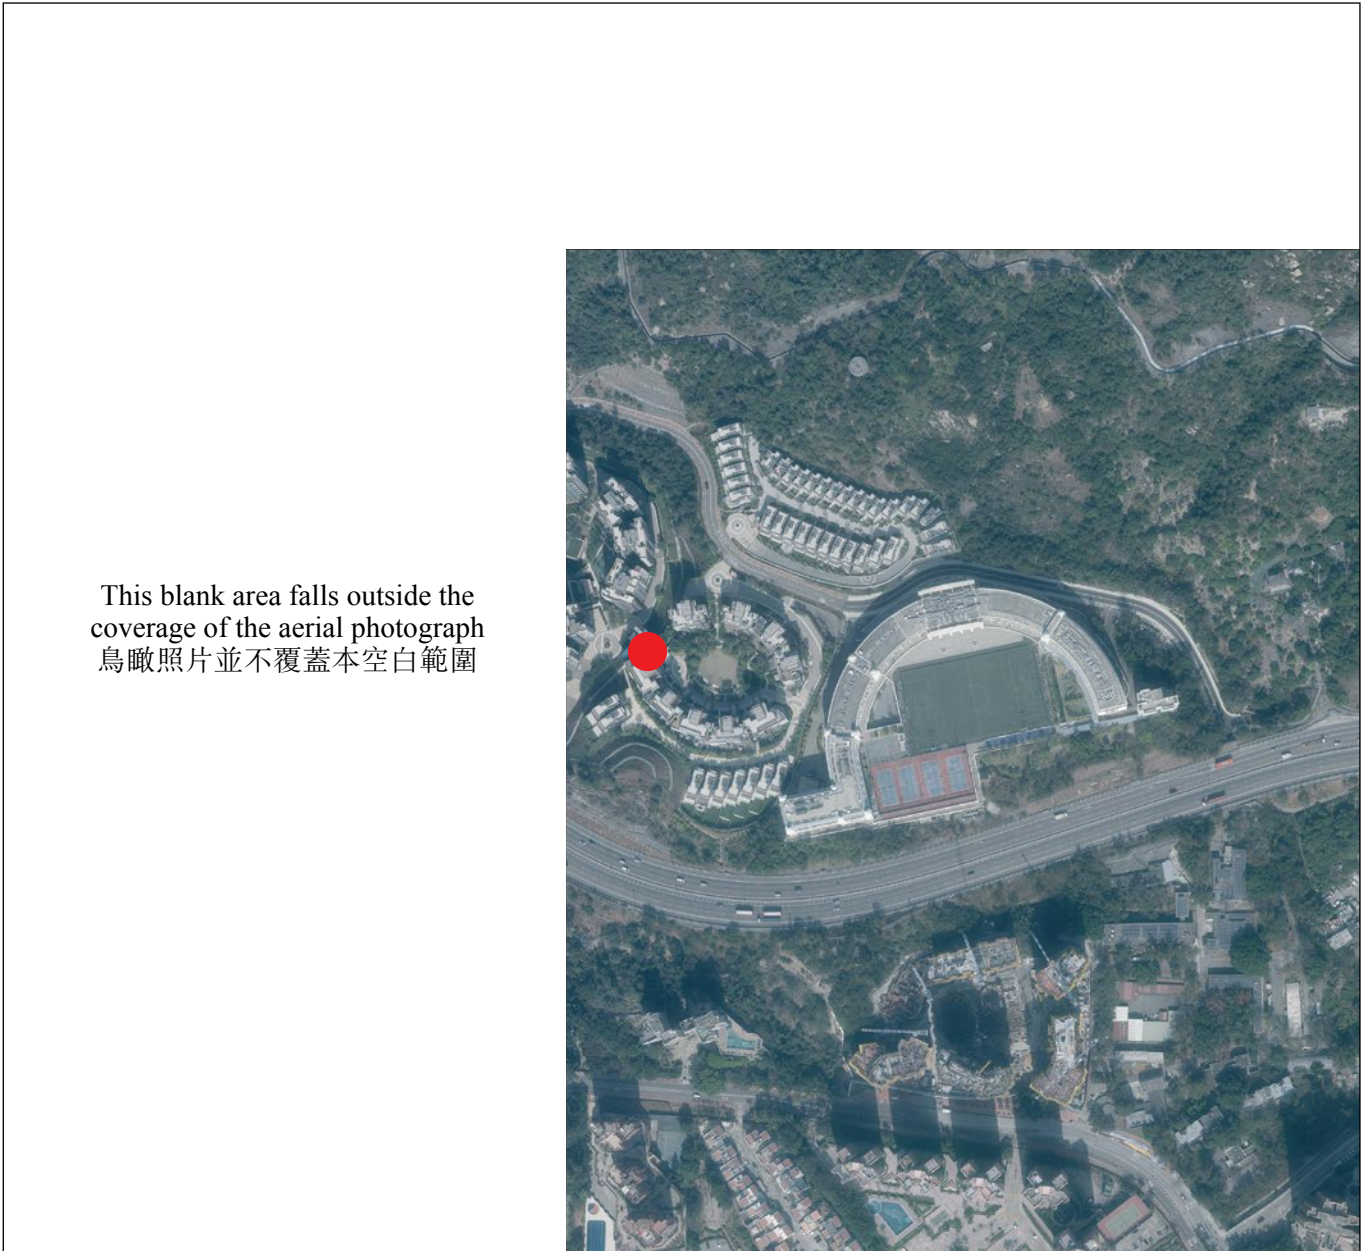 This blank area falls outside the
coverage of the aerial photograph
鳥瞰照片並不覆蓋本空白範圍